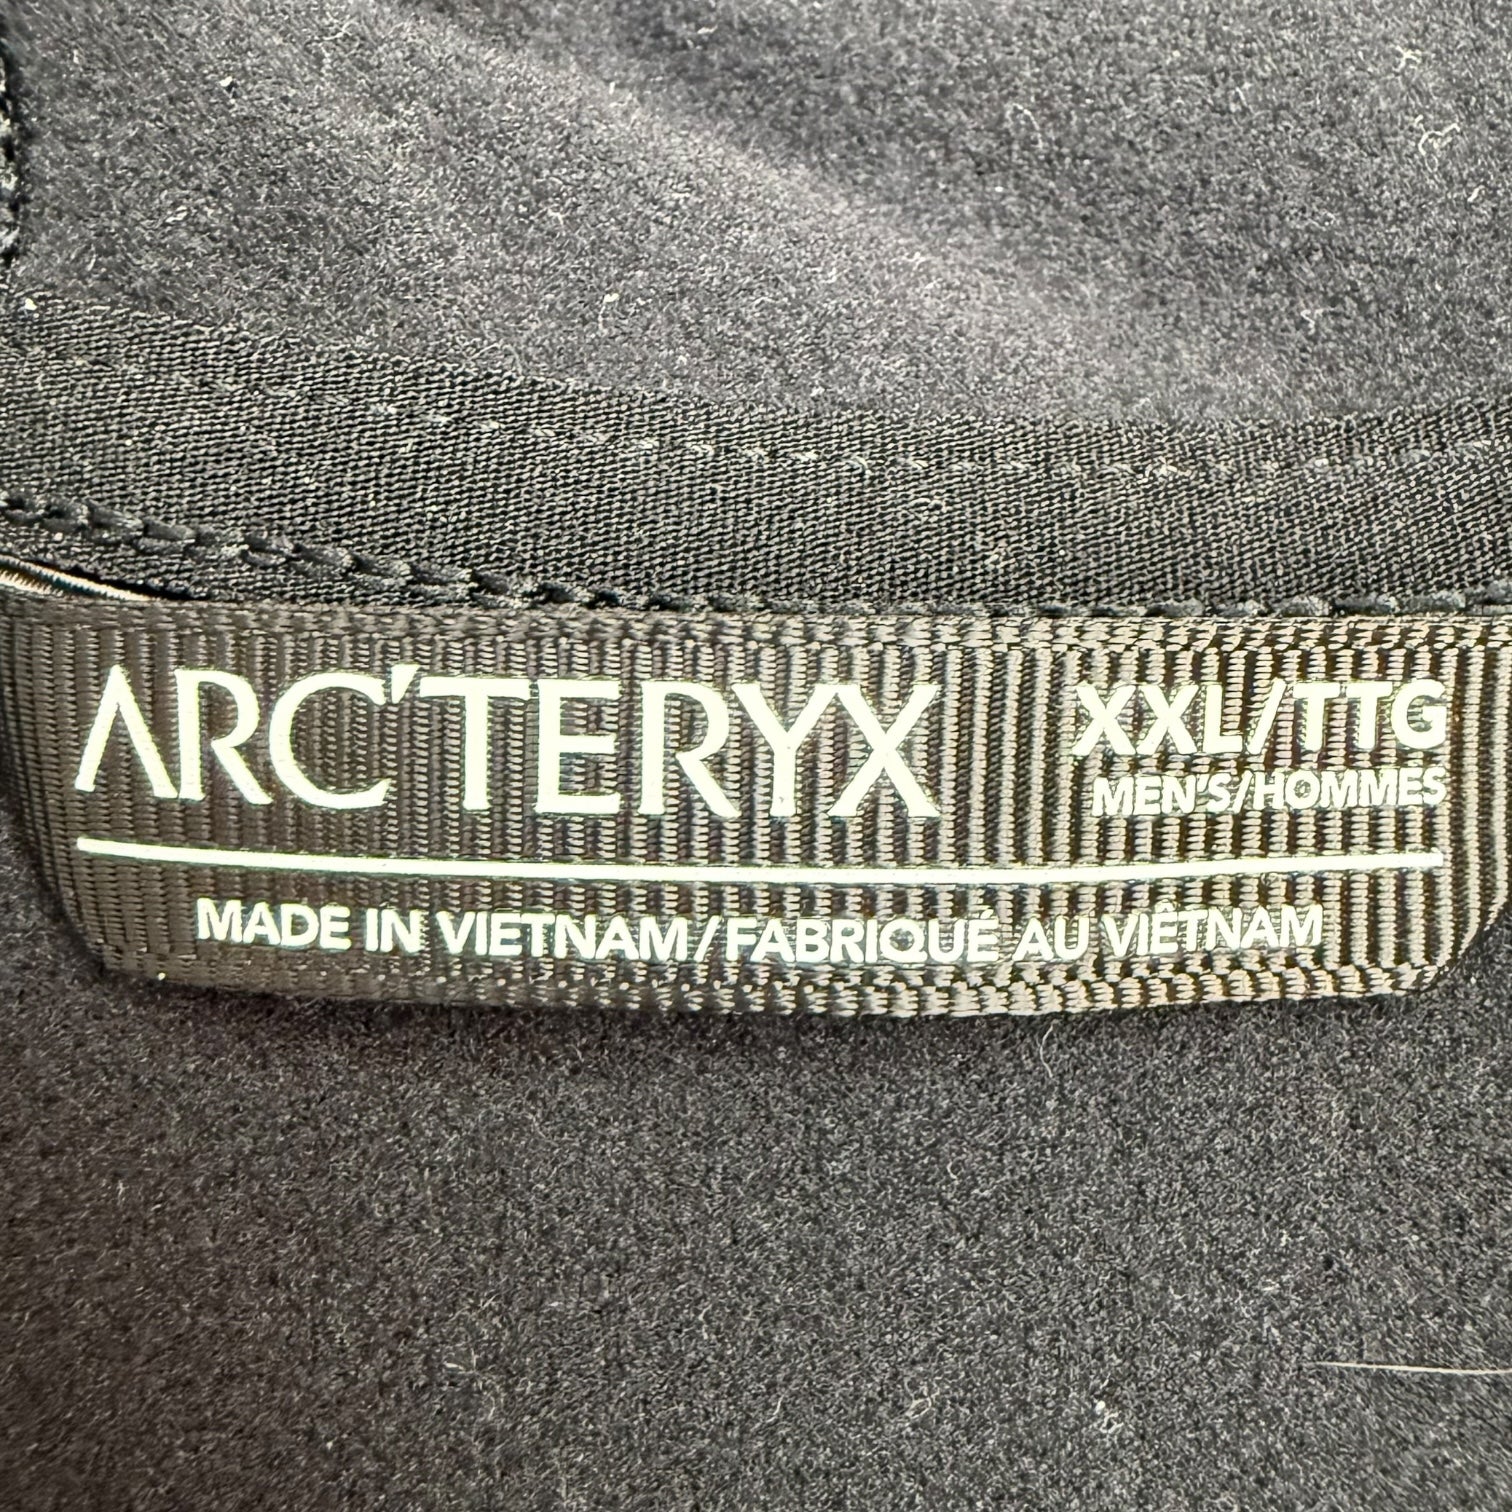 ARC'TERYX XXL/TTG
MEN'S/HOMMES
MADE IN VIETNAM/FABRIQUÉ AU VIÊTNAM